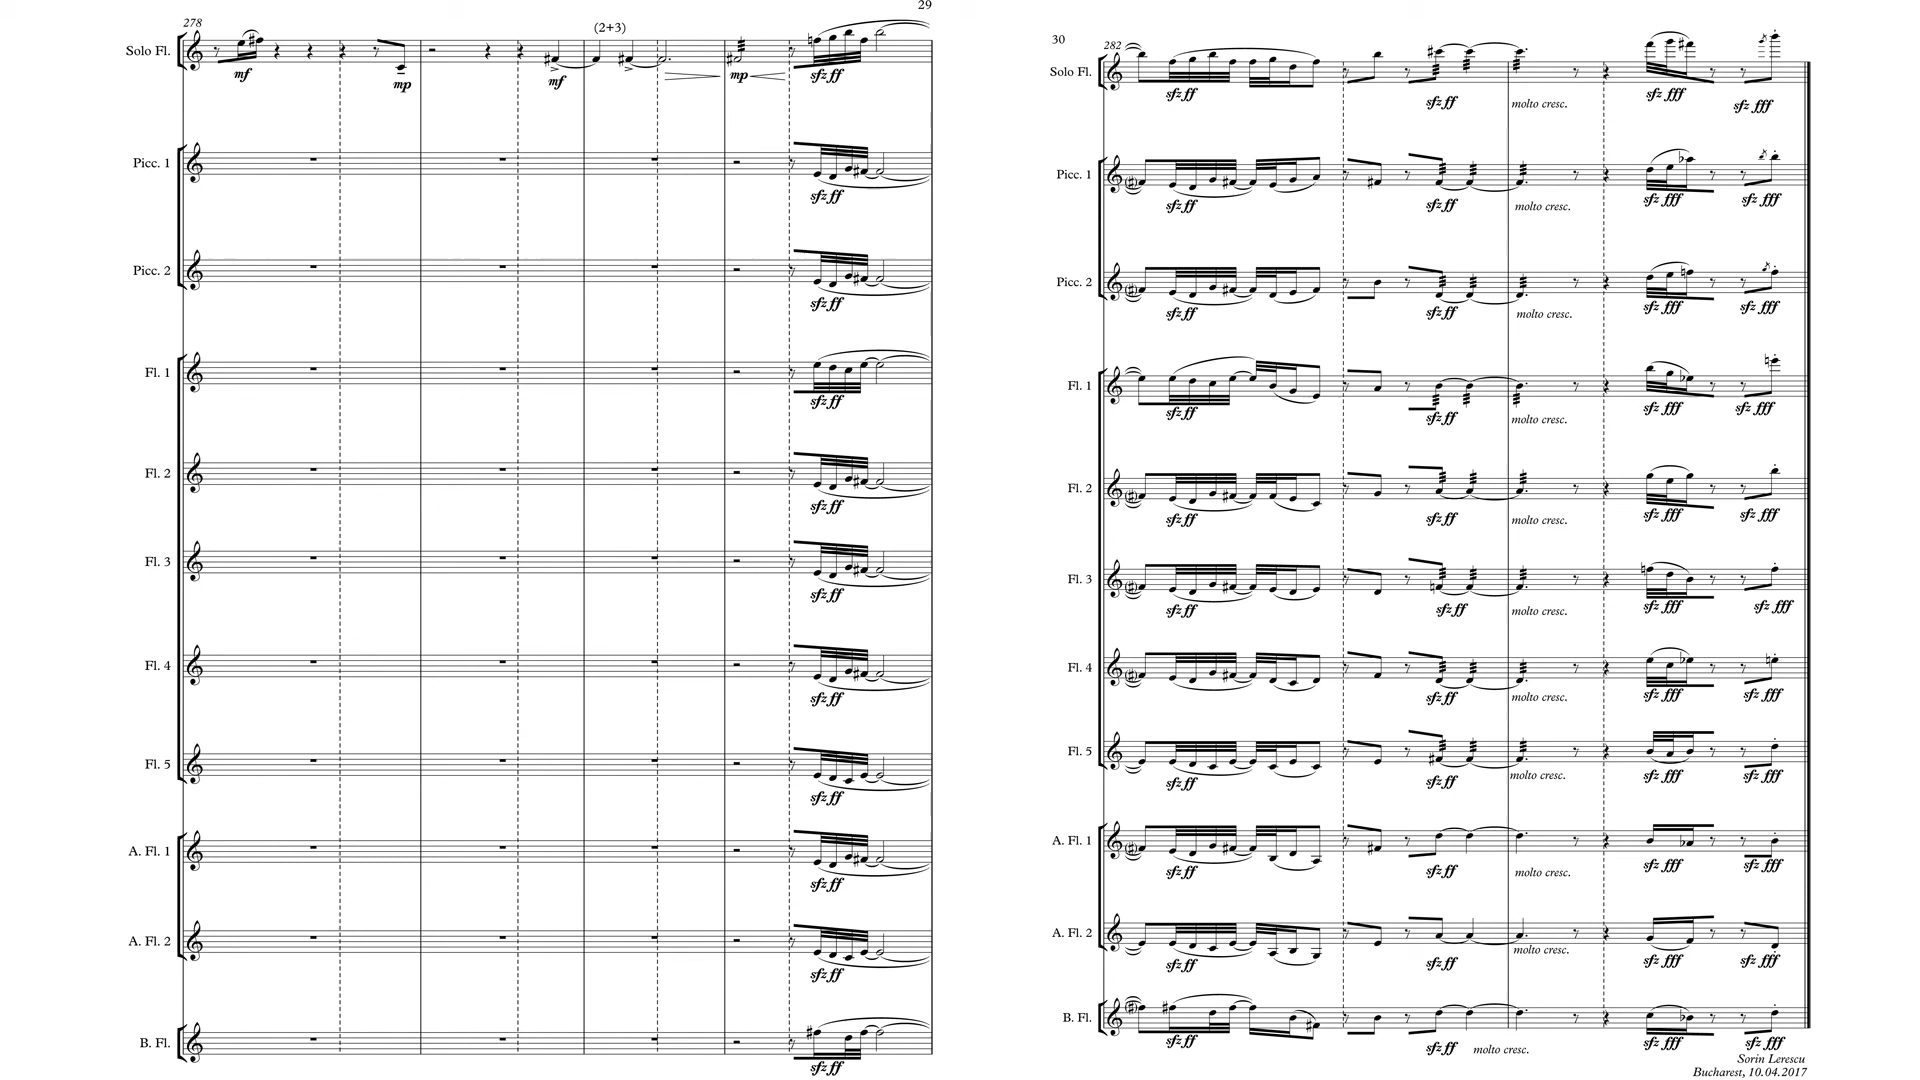 29
278
(2+3)
Solo Fl.
mf
mp
mf
mp
sfz ff
Picc. 1
sfz ff
Picc. 2
sfz ff
Fl. 1
sfz ff
Fl. 2
sfz ff
Fl. 3
sfz ff
Fl. 4
sfz ff
Fl. 5
sfz ff
A. Fl. 1
sfz ff
A. Fl. 2
sfz ff
B. Fl.
sfz ff
30
282
Solo Fl.
sfz ff
sfz ff
molto cresc.
sfz fff
sfz fff
Picc. 1
sfz ff
sfz ff
molto cresc.
sfz fff
sfz fff
Picc. 2
sfz ff
sfz ff
molto cresc.
sfz fff
sfz fff
Fl. 1
sfz ff
sfz ff
molto cresc.
sfz fff
sfz fff
Fl. 2
sfz ff
sfz ff
molto cresc.
sfz fff
sfz fff
Fl. 3
sfz ff
sfz ff
molto cresc.
sfz fff
sfz fff
Fl. 4
sfz ff
sfz ff
molto cresc.
sfz fff
sfz fff
Fl. 5
sfz ff
sfz ff
molto cresc.
sfz fff
sfz fff
A. Fl. 1
sfz ff
sfz ff
molto cresc.
sfz fff
sfz fff
A. Fl. 2
sfz ff
sfz ff
molto cresc.
sfz fff
sfz fff
B. Fl.
sfz ff
sfz ff
molto cresc.
sfz fff
sfz fff
Sorin Lerescu
Bucharest, 10.04.2017